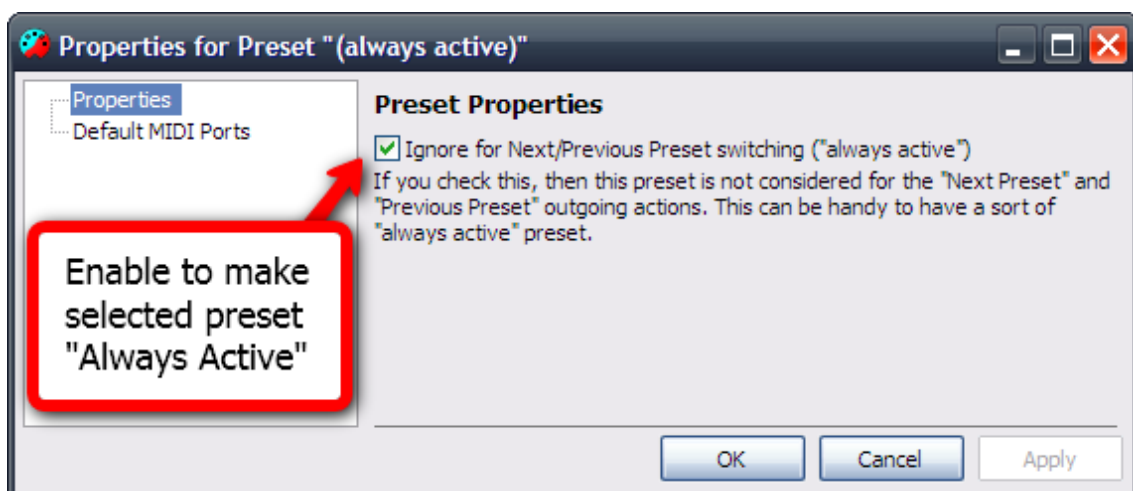 Properties for Preset "(always active)"
Properties
Default MIDI Ports
Preset Properties
Ignore for Next/Previous Preset switching ("always active")
If you check this, then this preset is not considered for the "Next Preset" and
"Previous Preset" outgoing actions. This can be handy to have a sort of
"always active" preset.
Enable to make
selected preset
"Always Active"
OK
Cancel
Apply